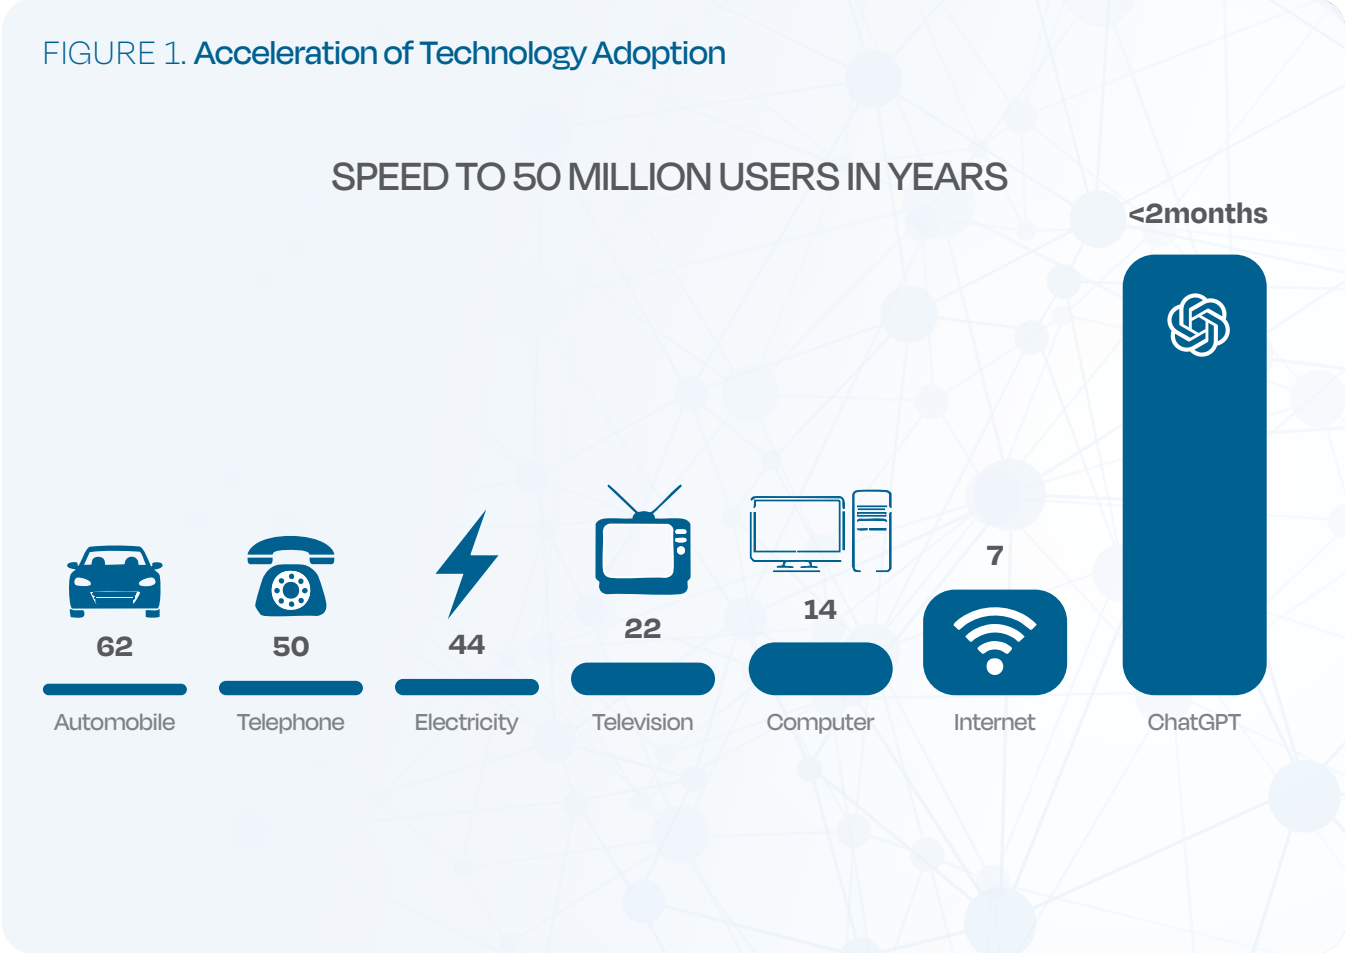 FIGURE 1. Acceleration of Technology Adoption
SPEED TO 50 MILLION USERS IN YEARS
<2months
7
14
22
44
50
62
Automobile
Telephone
Electricity
Television
Computer
Internet
ChatGPT